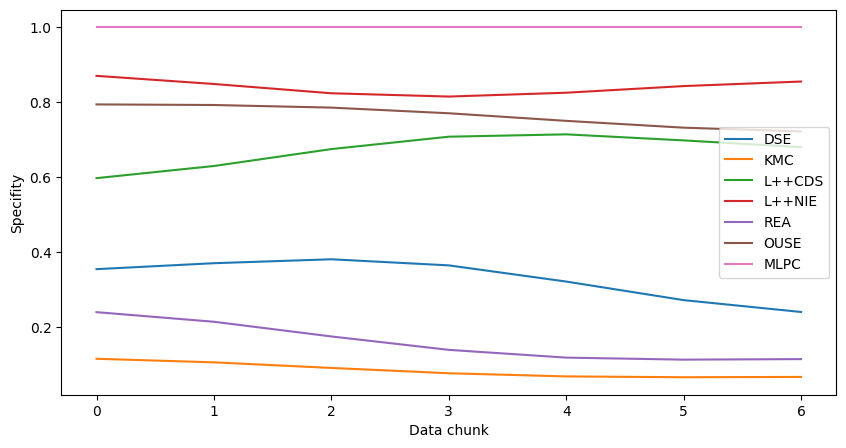 Specifity
1.0
0.8
0.6
0.4
0.2
0 1 2 3 4 5 6
Data chunk
DSE
KMC
L++CDS
L++NIE
REA
OUSE
MLPC